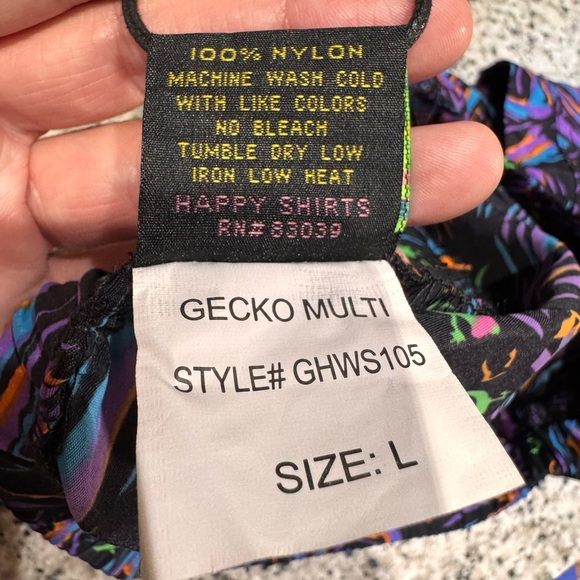 100% NYLON
MACHINE WASH COLD
WITH LIKE COLORS
NO BLEACH
TUMBLE DRY LOW
IRON LOW HEAT
HAPPY SHIRTS
RN# 83039
GECKO MULTI
STYLE# GHWS105
SIZE: L